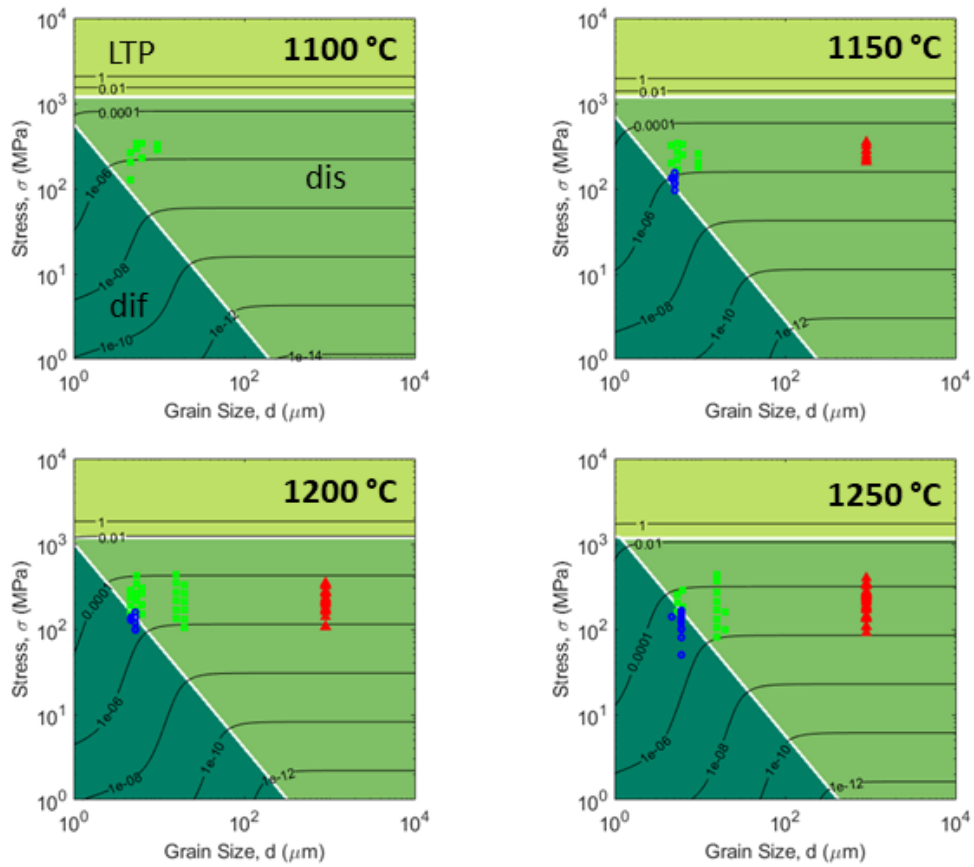 10^4
LTP
1100 °C
1
0.01
10^3
0.0001
Stress, σ (MPa)
10^2
1e-06
dis
10^1
1e-08
dif
1e-10
1e-12
1e-14
10^0
10^0
10^2
10^4
Grain Size, d (μm)
10^4
1150 °C
1
0.01
10^3
0.0001
Stress, σ (MPa)
10^2
1e-06
10^1
1e-08
1e-10
1e-12
10^0
10^0
10^2
10^4
Grain Size, d (μm)
10^4
1200 °C
1
0.01
10^3
0.0001
Stress, σ (MPa)
10^2
1e-06
10^1
1e-08
1e-10
1e-12
10^0
10^0
10^2
10^4
Grain Size, d (μm)
10^4
1250 °C
1
0.01
10^3
0.0001
Stress, σ (MPa)
10^2
1e-06
10^1
1e-08
1e-10
1e-12
10^0
10^0
10^2
10^4
Grain Size, d (μm)